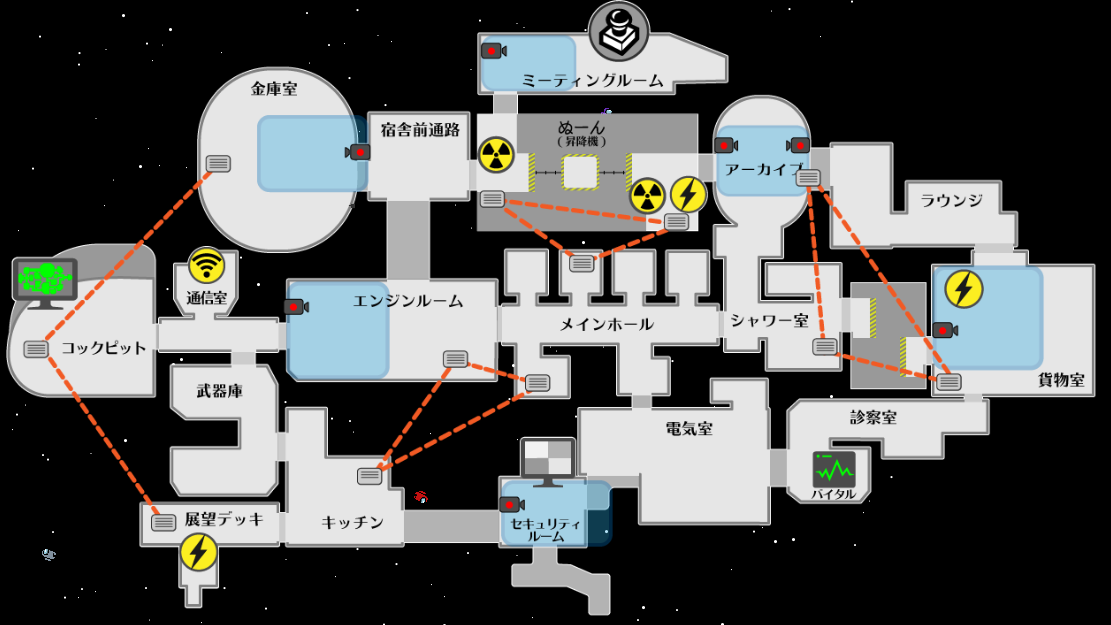 ミーティングルーム
金庫室
宿舎前通路
ぬーん
(昇降機)
アーカイブ
ラウンジ
通信室
エンジンルーム
メインホール
シャワー室
コックピット
武器庫
貨物室
診察室
電気室
バイタル
展望デッキ
キッチン
セキュリティ
ルーム